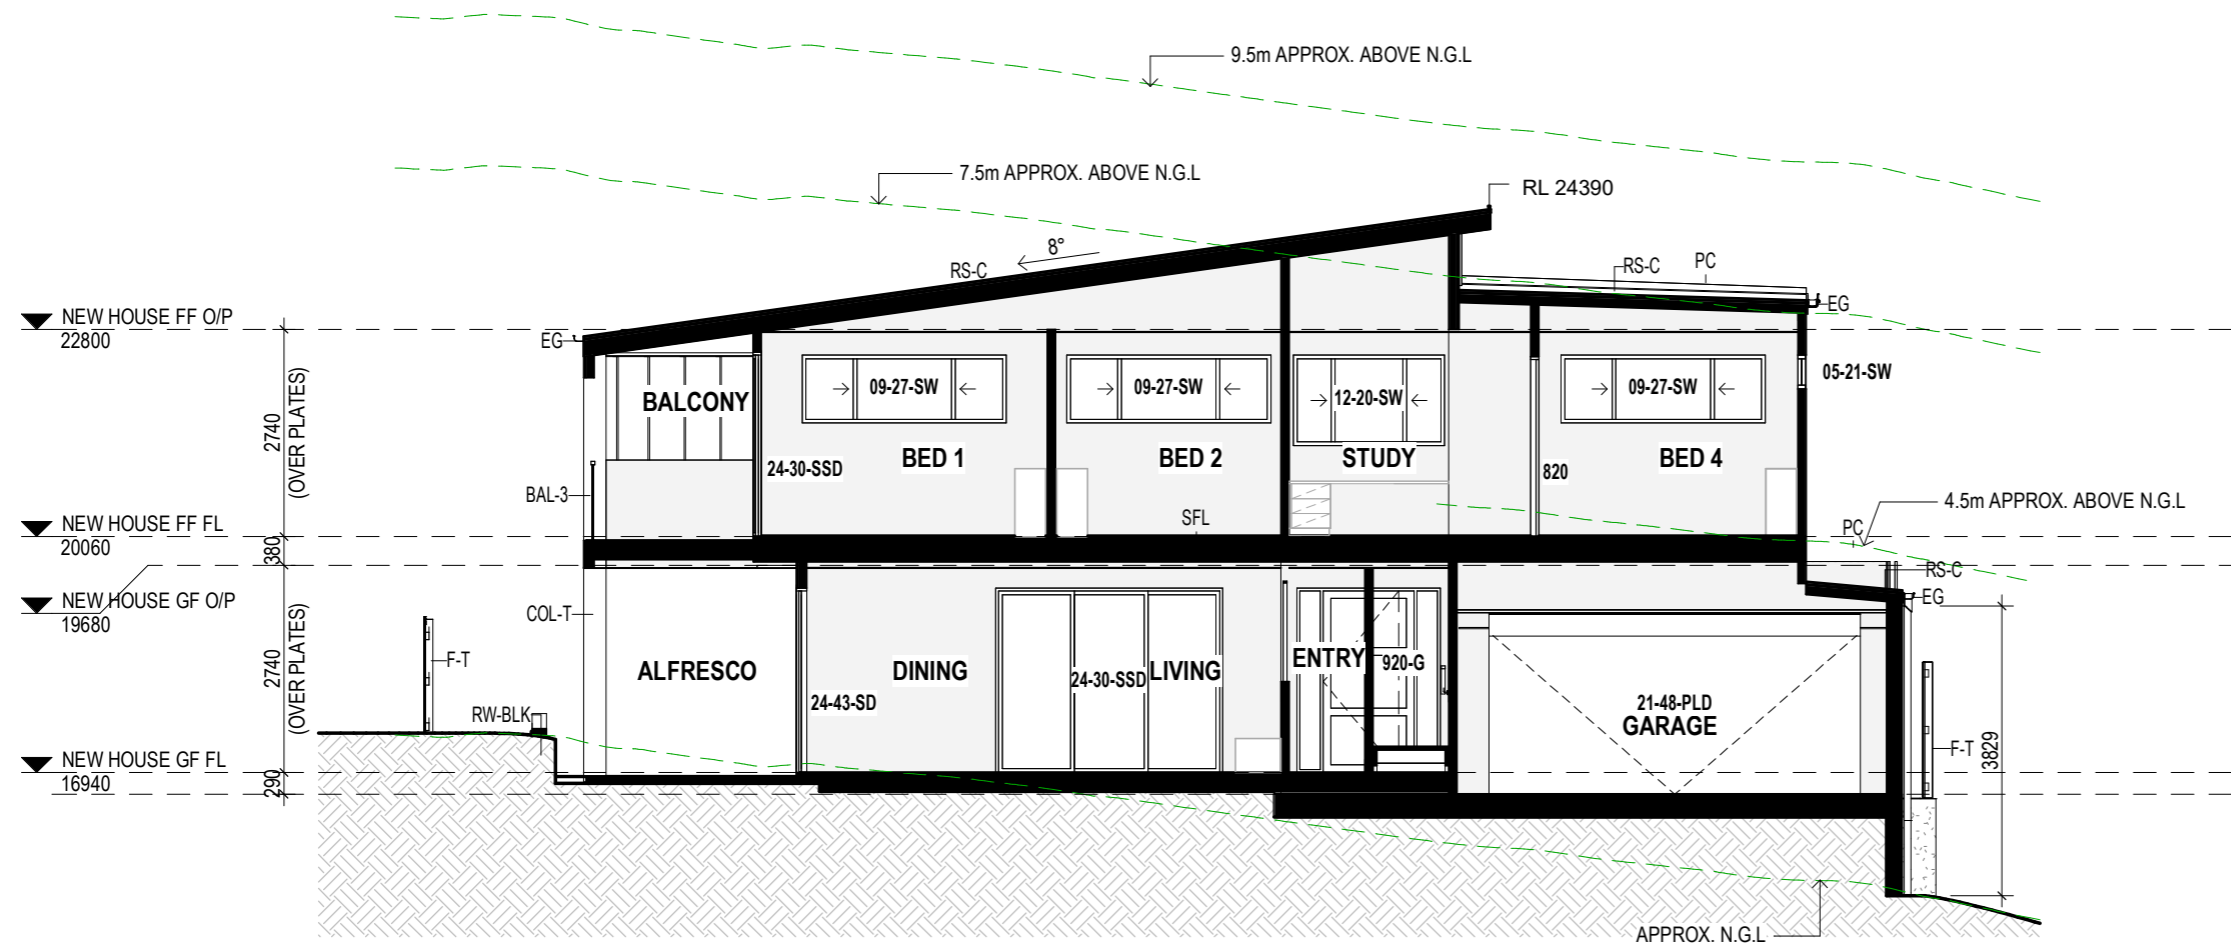 9.5m APPROX. ABOVE N.G.L
7.5m APPROX. ABOVE N.G.L
RL 24390
8°
RS-C
RS-C
PC
EG
NEW HOUSE FF O/P
22800
EG
BALCONY
09-27-SW
09-27-SW
12-20-SW
09-27-SW
05-21-SW
2740
(OVER PLATES)
BED 1
BED 2
STUDY
BED 4
24-30-SSD
820
BAL-3
SFL
4.5m APPROX. ABOVE N.G.L
PC
NEW HOUSE FF FL
20060
380
RS-C
EG
NEW HOUSE GF O/P
19680
COL-T
F-T
2740
(OVER PLATES)
ALFRESCO
DINING
24-30-SSD
LIVING
ENTRY
920-G
24-43-SD
21-48-PLD
GARAGE
RW-BLK
F-T
3829
NEW HOUSE GF FL
16940
290
APPROX. N.G.L